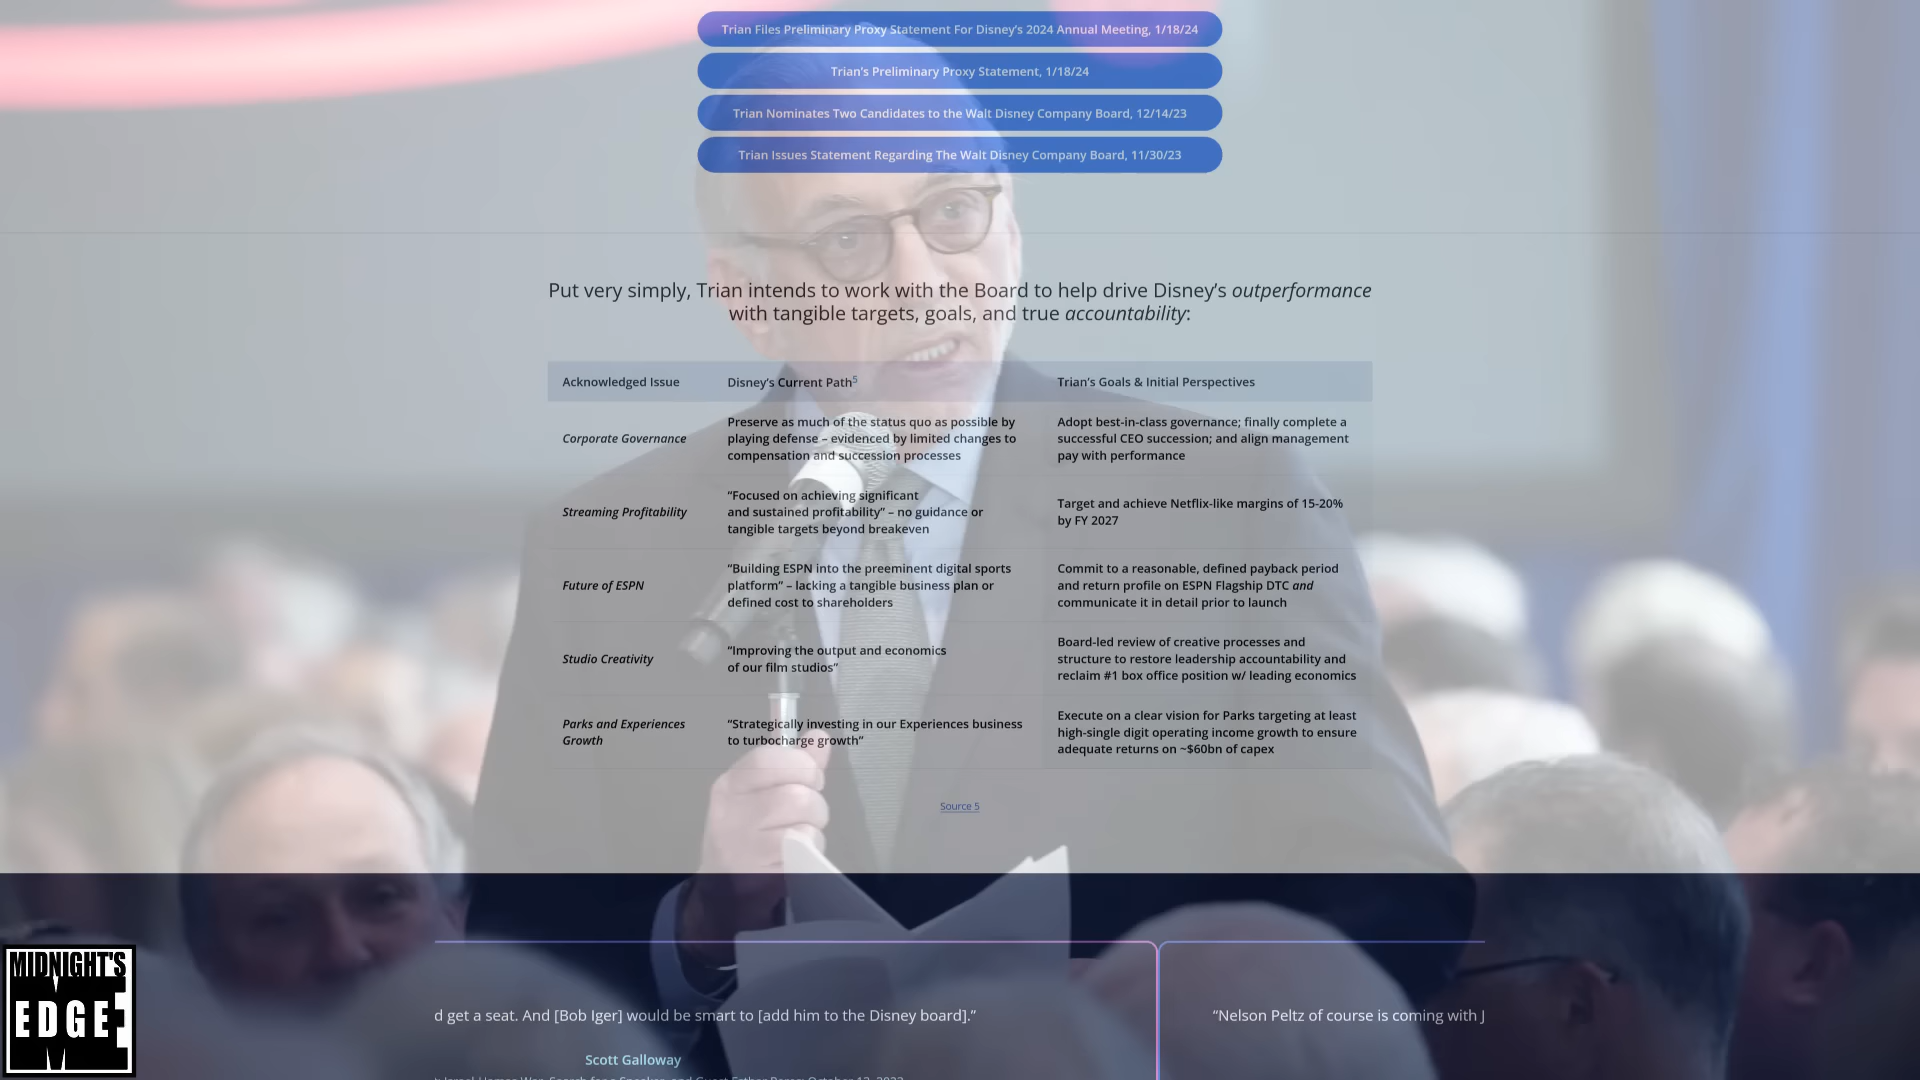 Trian Files Preliminary Proxy Statement For Disney’s 2024 Annual Meeting, 1/18/24
Trian's Preliminary Proxy Statement, 1/18/24
Trian Nominates Two Candidates to the Walt Disney Company Board, 12/14/23
Trian Issues Statement Regarding The Walt Disney Company Board, 11/30/23
Put very simply, Trian intends to work with the Board to help drive Disney’s outperformance
with tangible targets, goals, and true accountability:
Acknowledged Issue
Disney’s Current Path5
Trian’s Goals & Initial Perspectives
Corporate Governance
Preserve as much of the status quo as possible by
playing defense – evidenced by limited changes to
compensation and succession processes
Adopt best-in-class governance; finally complete a
successful CEO succession; and align management
pay with performance
Streaming Profitability
“Focused on achieving significant
and sustained profitability” – no guidance or
tangible targets beyond breakeven
Target and achieve Netflix-like margins of 15-20%
by FY 2027
Future of ESPN
“Building ESPN into the preeminent digital sports
platform” – lacking a tangible business plan or
defined cost to shareholders
Commit to a reasonable, defined payback period
and return profile on ESPN Flagship DTC and
communicate it in detail prior to launch
Studio Creativity
“Improving the output and economics
of our film studios”
Board-led review of creative processes and
structure to restore leadership accountability and
reclaim #1 box office position w/ leading economics
Parks and Experiences
Growth
“Strategically investing in our Experiences business
to turbocharge growth”
Execute on a clear vision for Parks targeting at least
high-single digit operating income growth to ensure
adequate returns on ~$60bn of capex
Source 5
d get a seat. And [Bob Iger] would be smart to [add him to the Disney board].”
Scott Galloway
“Nelson Peltz of course is coming with J
MIDNIGHT'S
EDGE